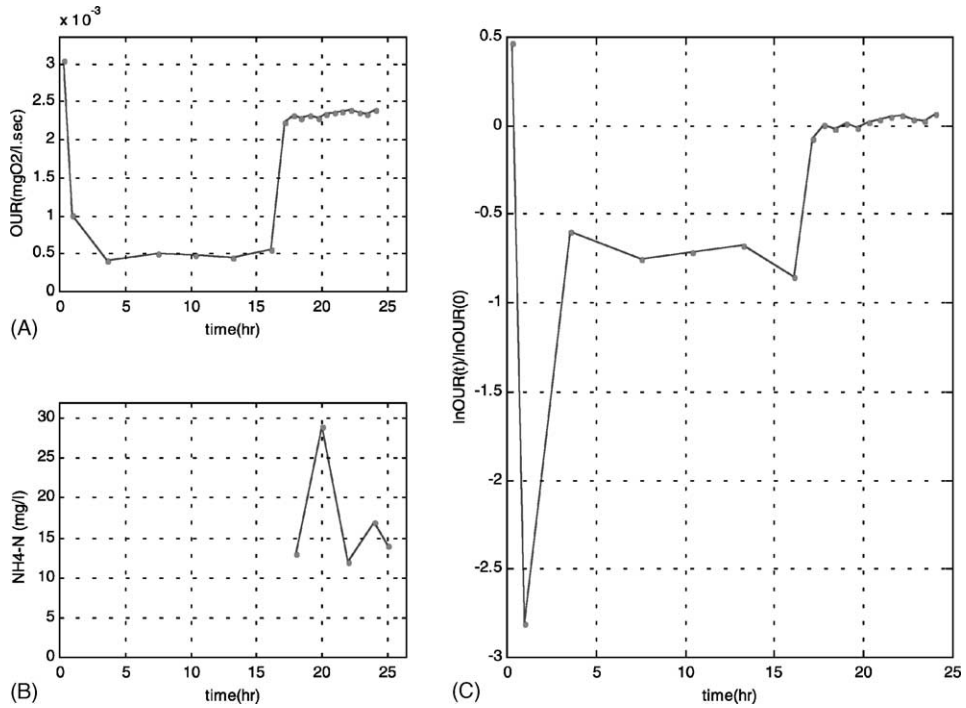 x 10⁻³
3
2.5
2
1.5
1
0.5
0
0 5 10 15 20 25
OUR(mgO2/l.sec)
time(hr)
(A)
30
25
20
15
10
5
0
0 5 10 15 20 25
NH4-N (mg/l)
time(hr)
(B)
0.5
0
-0.5
-1
-1.5
-2
-2.5
-3
0 5 10 15 20 25
lnOUR(t)/lnOUR(0)
time(hr)
(C)